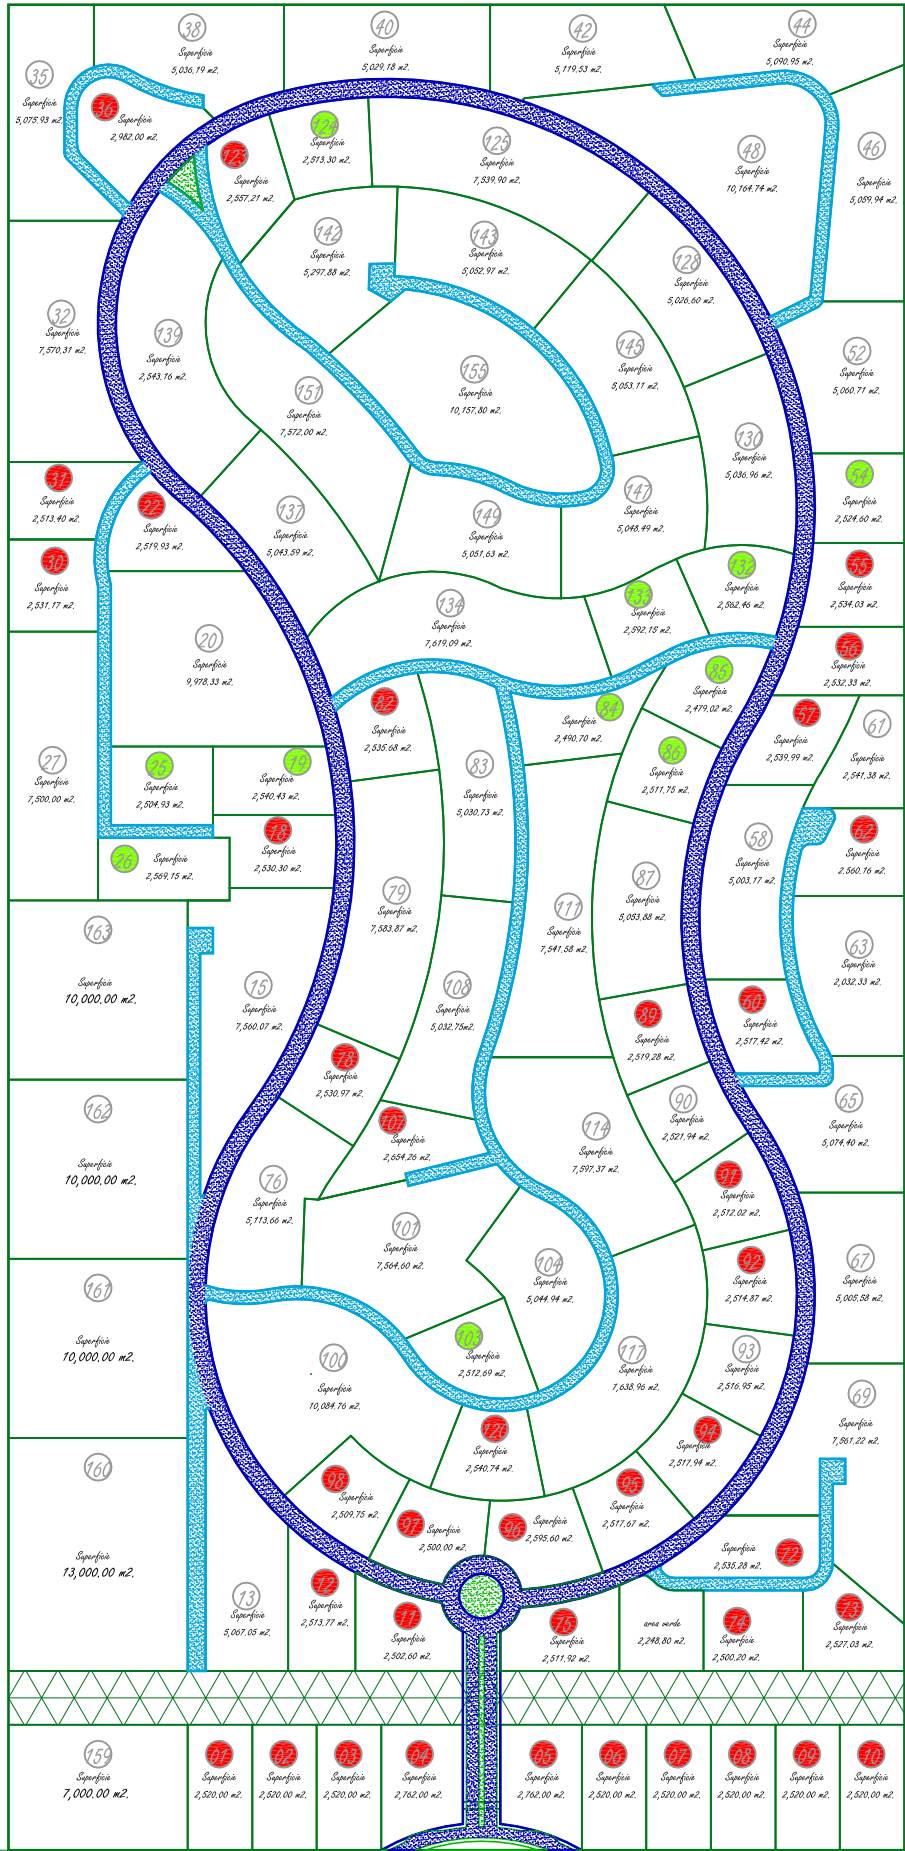 38
Superficie
5,036.19 m2.
40
Superficie
5,029.18 m2.
42
Superficie
5,119.53 m2.
44
Superficie
5,090.95 m2.
35
Superficie
5,075.93 m2.
36
Superficie
2,982.00 m2.
124
Superficie
2,513.30 m2.
125
Superficie
7,539.90 m2.
48
Superficie
10,164.74 m2.
46
Superficie
5,059.94 m2.
Superficie
2,557.21 m2.
142
Superficie
5,297.88 m2.
143
Superficie
5,052.97 m2.
128
Superficie
5,026.60 m2.
32
Superficie
7,570.31 m2.
139
Superficie
2,543.16 m2.
145
Superficie
5,053.11 m2.
52
Superficie
5,060.71 m2.
151
Superficie
7,572.00 m2.
155
Superficie
10,157.80 m2.
130
Superficie
5,036.96 m2.
31
Superficie
2,513.40 m2.
22
Superficie
2,519.93 m2.
137
Superficie
5,043.59 m2.
149
Superficie
5,051.63 m2.
147
Superficie
5,048.49 m2.
54
Superficie
2,524.60 m2.
30
Superficie
2,531.17 m2.
132
Superficie
2,562.46 m2.
55
Superficie
2,534.03 m2.
20
Superficie
9,978.33 m2.
134
Superficie
7,619.09 m2.
133
Superficie
2,592.15 m2.
56
Superficie
2,532.33 m2.
82
Superficie
2,535.68 m2.
84
Superficie
2,490.70 m2.
85
Superficie
2,479.02 m2.
57
Superficie
2,539.99 m2.
61
Superficie
2,541.38 m2.
27
Superficie
7,500.00 m2.
25
Superficie
2,504.93 m2.
19
Superficie
2,540.43 m2.
83
Superficie
5,030.73 m2.
86
Superficie
2,511.75 m2.
26
Superficie
2,569.15 m2.
18
Superficie
2,530.30 m2.
58
Superficie
5,003.17 m2.
62
Superficie
2,560.16 m2.
79
Superficie
7,583.87 m2.
111
Superficie
7,541.58 m2.
87
Superficie
5,053.88 m2.
163
Superficie
10,000.00 m2.
15
Superficie
7,560.07 m2.
108
Superficie
5,032.75m2.
63
Superficie
2,032.33 m2.
89
Superficie
2,519.28 m2.
60
Superficie
2,517.42 m2.
78
Superficie
2,530.97 m2.
162
Superficie
10,000.00 m2.
107
Superficie
2,654.26 m2.
114
Superficie
7,597.37 m2.
90
Superficie
2,521.94 m2.
65
Superficie
5,074.40 m2.
76
Superficie
5,113.66 m2.
101
Superficie
7,564.60 m2.
91
Superficie
2,512.02 m2.
161
Superficie
10,000.00 m2.
104
Superficie
5,044.94 m2.
92
Superficie
2,514.87 m2.
67
Superficie
5,005.58 m2.
100
Superficie
10,084.76 m2.
103
Superficie
2,512.69 m2.
117
Superficie
7,638.96 m2.
93
Superficie
2,516.95 m2.
69
Superficie
7,561.22 m2.
160
Superficie
13,000.00 m2.
120
Superficie
2,540.74 m2.
94
Superficie
2,517.94 m2.
98
Superficie
2,509.75 m2.
97
Superficie
2,500.00 m2.
96
Superficie
2,595.60 m2.
95
Superficie
2,517.67 m2.
72
Superficie
2,535.28 m2.
13
Superficie
5,067.05 m2.
12
Superficie
2,513.77 m2.
11
Superficie
2,502.60 m2.
75
Superficie
2,511.92 m2.
area verde
2,248.80 m2.
74
Superficie
2,500.20 m2.
73
Superficie
2,527.03 m2.
159
Superficie
7,000.00 m2.
01
Superficie
2,520.00 m2.
02
Superficie
2,520.00 m2.
03
Superficie
2,520.00 m2.
04
Superficie
2,762.00 m2.
05
Superficie
2,762.00 m2.
06
Superficie
2,520.00 m2.
07
Superficie
2,520.00 m2.
08
Superficie
2,520.00 m2.
09
Superficie
2,520.00 m2.
10
Superficie
2,520.00 m2.